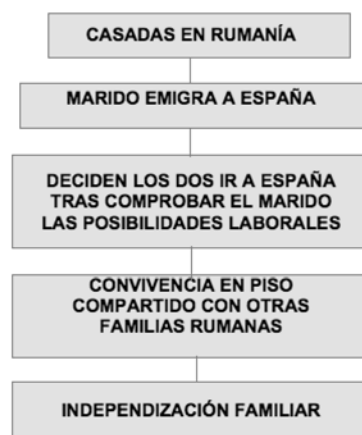 CASADAS EN RUMANÍA
MARIDO EMIGRA A ESPAÑA
DECIDEN LOS DOS IR A ESPAÑA
TRAS COMPROBAR EL MARIDO
LAS POSIBILIDADES LABORALES
CONVIVENCIA EN PISO
COMPARTIDO CON OTRAS
FAMILIAS RUMANAS
INDEPENDIZACIÓN FAMILIAR